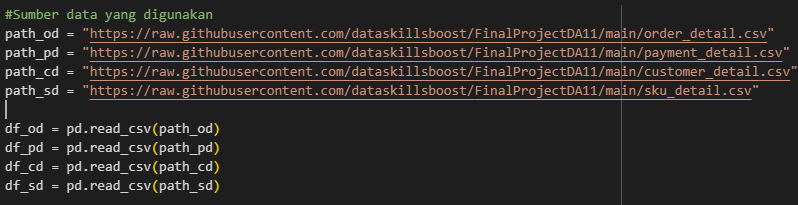 #Sumber data yang digunakan
path_od = "https://raw.githubusercontent.com/dataskillsboost/FinalProjectDA11/main/order_detail.csv"
path_pd = "https://raw.githubusercontent.com/dataskillsboost/FinalProjectDA11/main/payment_detail.csv"
path_cd = "https://raw.githubusercontent.com/dataskillsboost/FinalProjectDA11/main/customer_detail.csv"
path_sd = "https://raw.githubusercontent.com/dataskillsboost/FinalProjectDA11/main/sku_detail.csv"
df_od = pd.read_csv(path_od)
df_pd = pd.read_csv(path_pd)
df_cd = pd.read_csv(path_cd)
df_sd = pd.read_csv(path_sd)